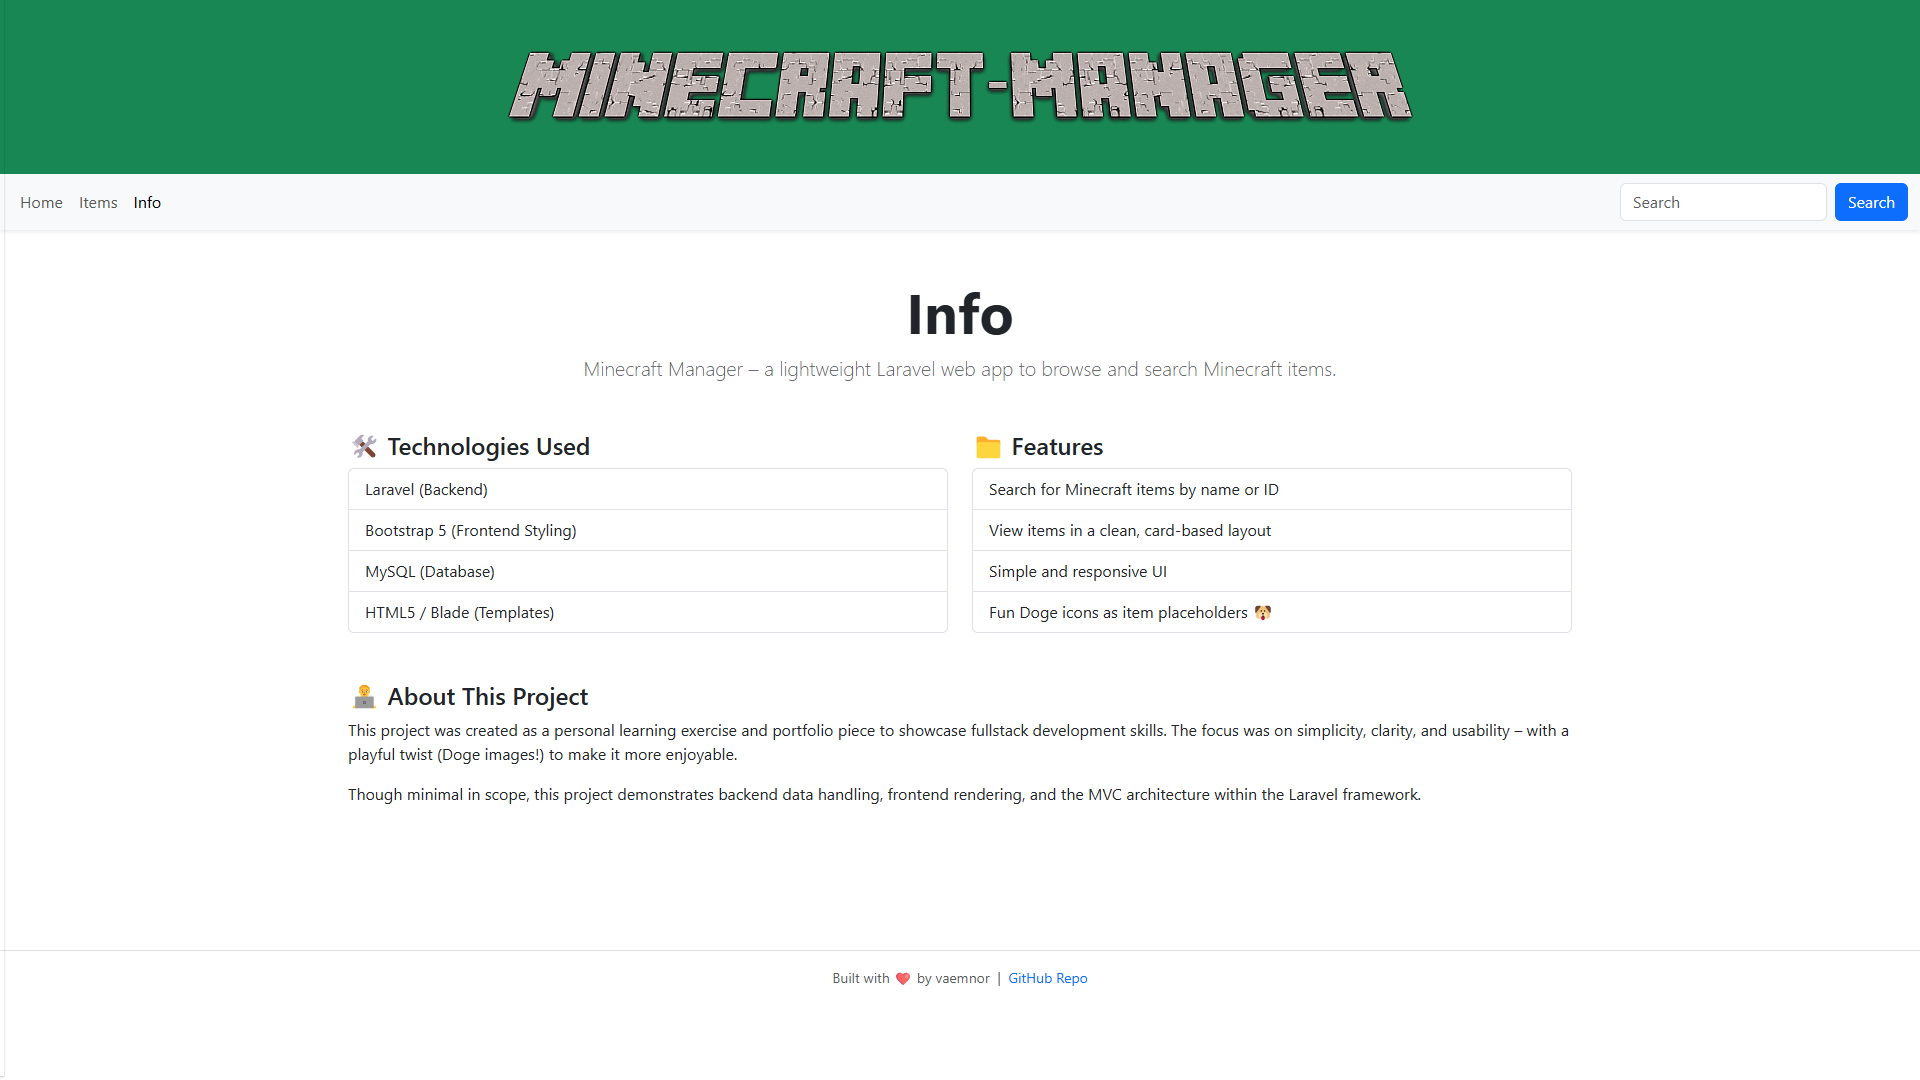 MINECRAFT-MANAGER
Home Items Info
Search Search
Info
Minecraft Manager – a lightweight Laravel web app to browse and search Minecraft items.
Technologies Used
Laravel (Backend)
Bootstrap 5 (Frontend Styling)
MySQL (Database)
HTML5 / Blade (Templates)
Features
Search for Minecraft items by name or ID
View items in a clean, card-based layout
Simple and responsive UI
Fun Doge icons as item placeholders 🐶
About This Project
This project was created as a personal learning exercise and portfolio piece to showcase fullstack development skills. The focus was on simplicity, clarity, and usability – with a
playful twist (Doge images!) to make it more enjoyable.
Though minimal in scope, this project demonstrates backend data handling, frontend rendering, and the MVC architecture within the Laravel framework.
Built with ❤️ by vaemnor | GitHub Repo